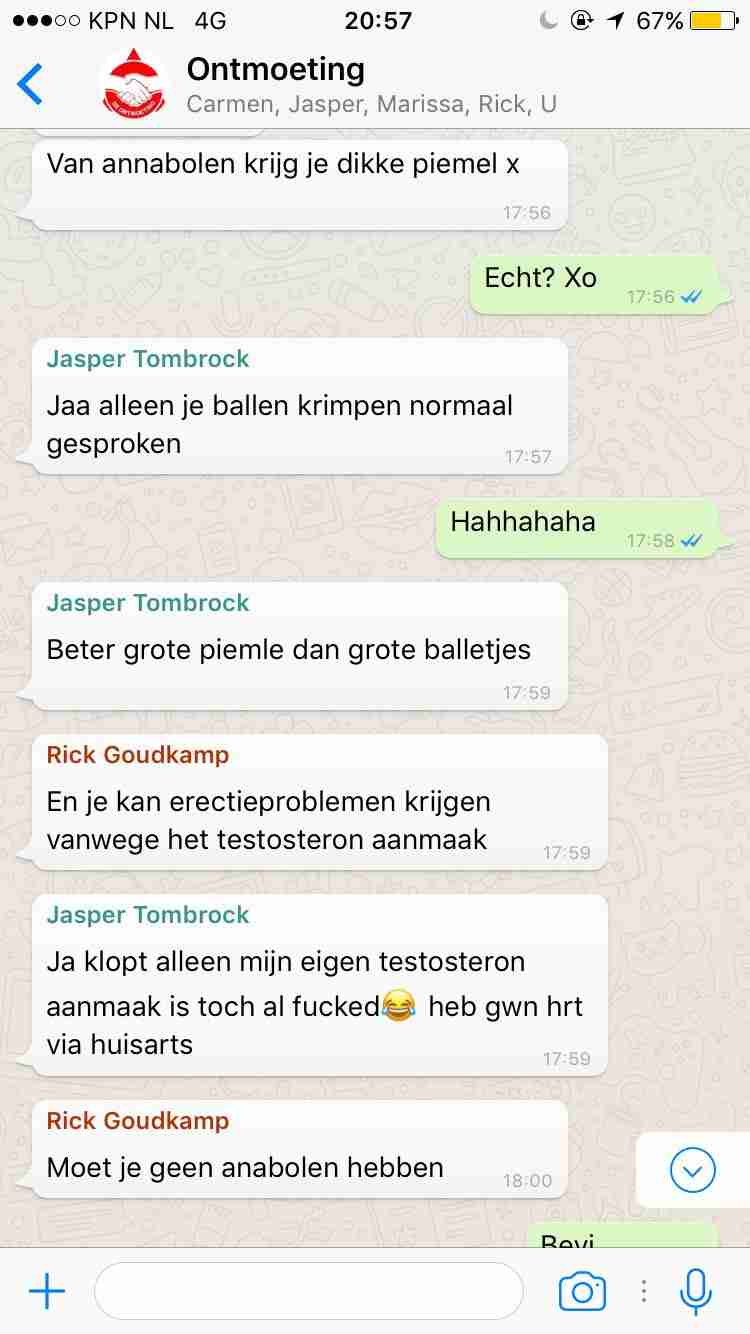 KPN NL 4G 20:57 67%
Ontmoeting
Carmen, Jasper, Marissa, Rick, U
Van annabolen krijg je dikke piemel x
17:56
Echt? Xo
17:56
Jasper Tombrock
Jaa alleen je ballen krimpen normaal
gesproken
17:57
Hahhahaha
17:58
Jasper Tombrock
Beter grote piemle dan grote balletjes
17:59
Rick Goudkamp
En je kan erectieproblemen krijgen
vanwege het testosteron aanmaak
17:59
Jasper Tombrock
Ja klopt alleen mijn eigen testosteron
aanmaak is toch al fucked😂 heb gwn hrt
via huisarts
17:59
Rick Goudkamp
Moet je geen anabolen hebben
18:00